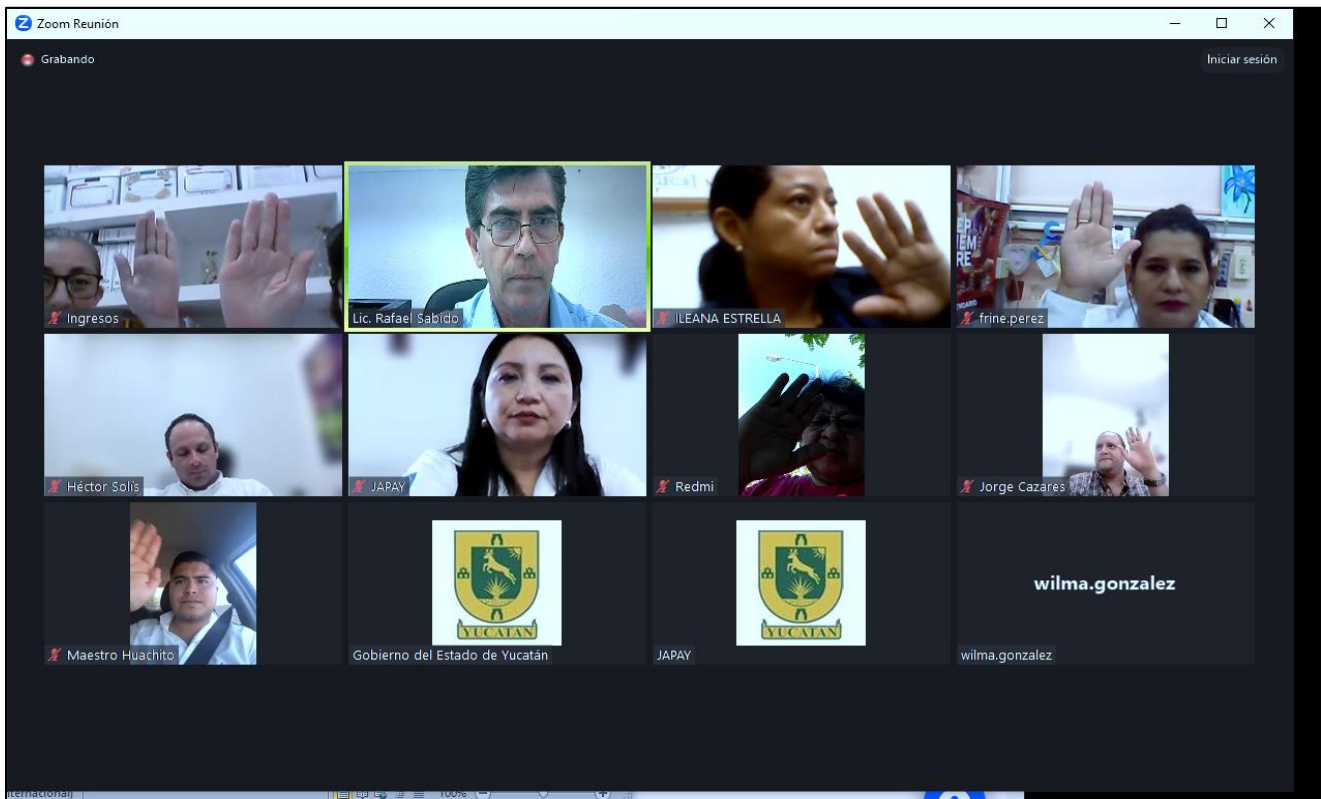 Zoom Reunión
Grabando
Iniciar sesión
Ingresos
Lic. Rafael Sabido
ILEANA ESTRELLA
frine.perez
Héctor Solís
JAPAY
Redmi
Jorge Cazares
YUCATAN
YUCATAN
wilma.gonzalez
Maestro Huachito
Gobierno del Estado de Yucatán
JAPAY
wilma.gonzalez
100%